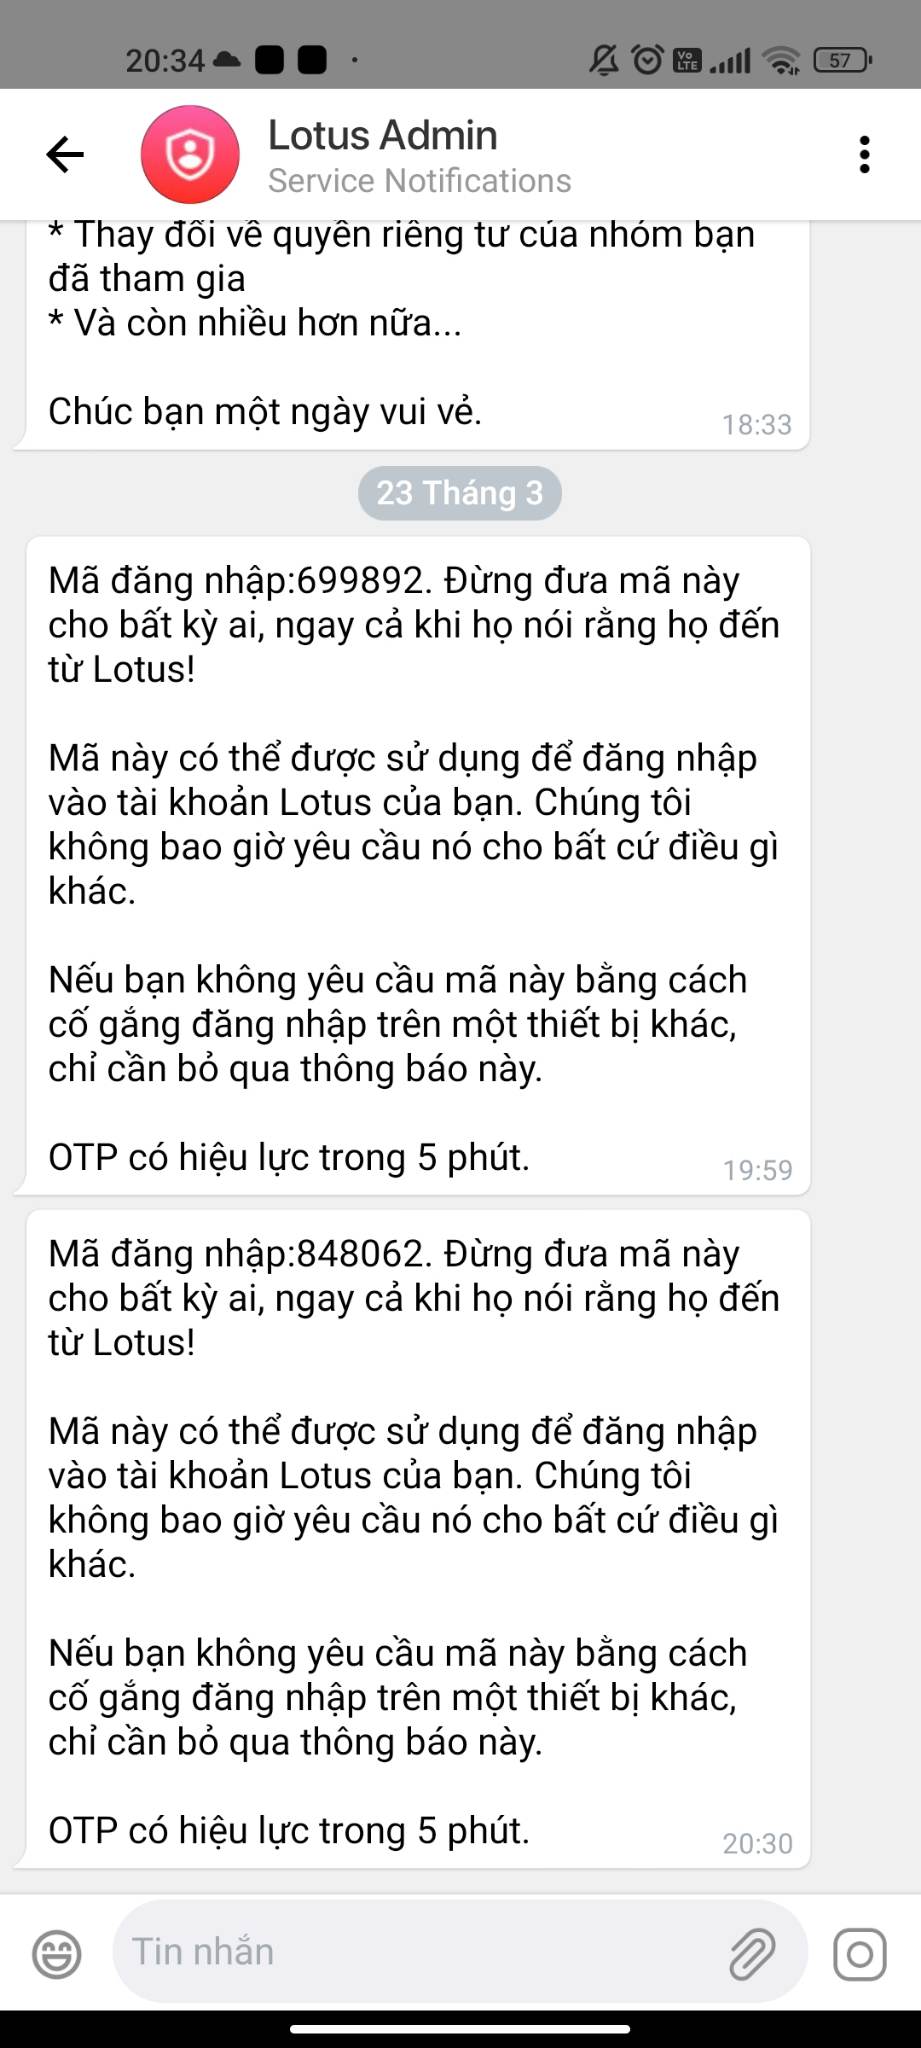 20:34
Vo LTE
57
Lotus Admin
Service Notifications
* Thay đổi về quyền riêng tư của nhóm bạn
đã tham gia
* Và còn nhiều hơn nữa...
Chúc bạn một ngày vui vẻ.
18:33
23 Tháng 3
Mã đăng nhập:699892. Đừng đưa mã này
cho bất kỳ ai, ngay cả khi họ nói rằng họ đến
từ Lotus!
Mã này có thể được sử dụng để đăng nhập
vào tài khoản Lotus của bạn. Chúng tôi
không bao giờ yêu cầu nó cho bất cứ điều gì
khác.
Nếu bạn không yêu cầu mã này bằng cách
cố gắng đăng nhập trên một thiết bị khác,
chỉ cần bỏ qua thông báo này.
OTP có hiệu lực trong 5 phút.
19:59
Mã đăng nhập:848062. Đừng đưa mã này
cho bất kỳ ai, ngay cả khi họ nói rằng họ đến
từ Lotus!
Mã này có thể được sử dụng để đăng nhập
vào tài khoản Lotus của bạn. Chúng tôi
không bao giờ yêu cầu nó cho bất cứ điều gì
khác.
Nếu bạn không yêu cầu mã này bằng cách
cố gắng đăng nhập trên một thiết bị khác,
chỉ cần bỏ qua thông báo này.
OTP có hiệu lực trong 5 phút.
20:30
Tin nhắn